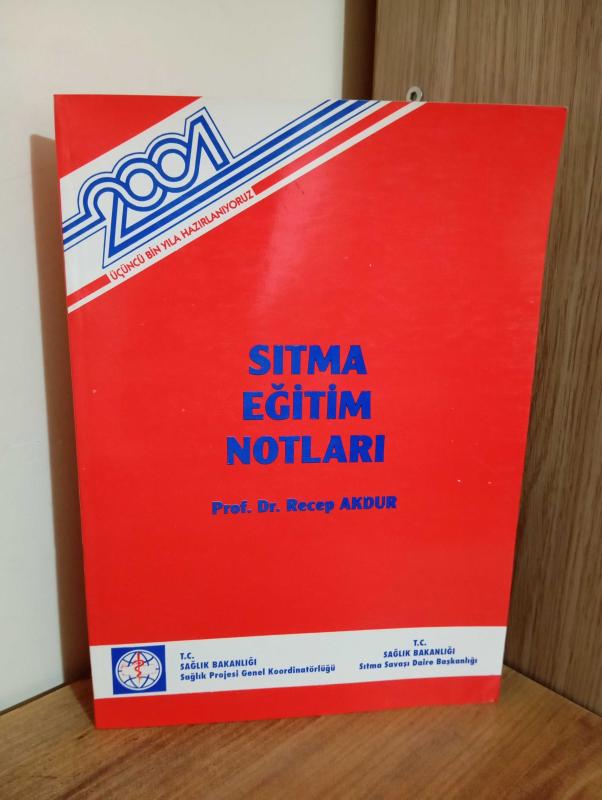 2001
ÜÇÜNCÜ BİN YILA HAZIRLANIYORUZ
SITMA
EĞİTİM
NOTLARI
Prof. Dr. Recep AKDUR
T.C.
SAĞLIK BAKANLIĞI
Sağlık Projesi Genel Koordinatörlüğü
T.C.
SAĞLIK BAKANLIĞI
Sıtma Savaşı Daire Başkanlığı